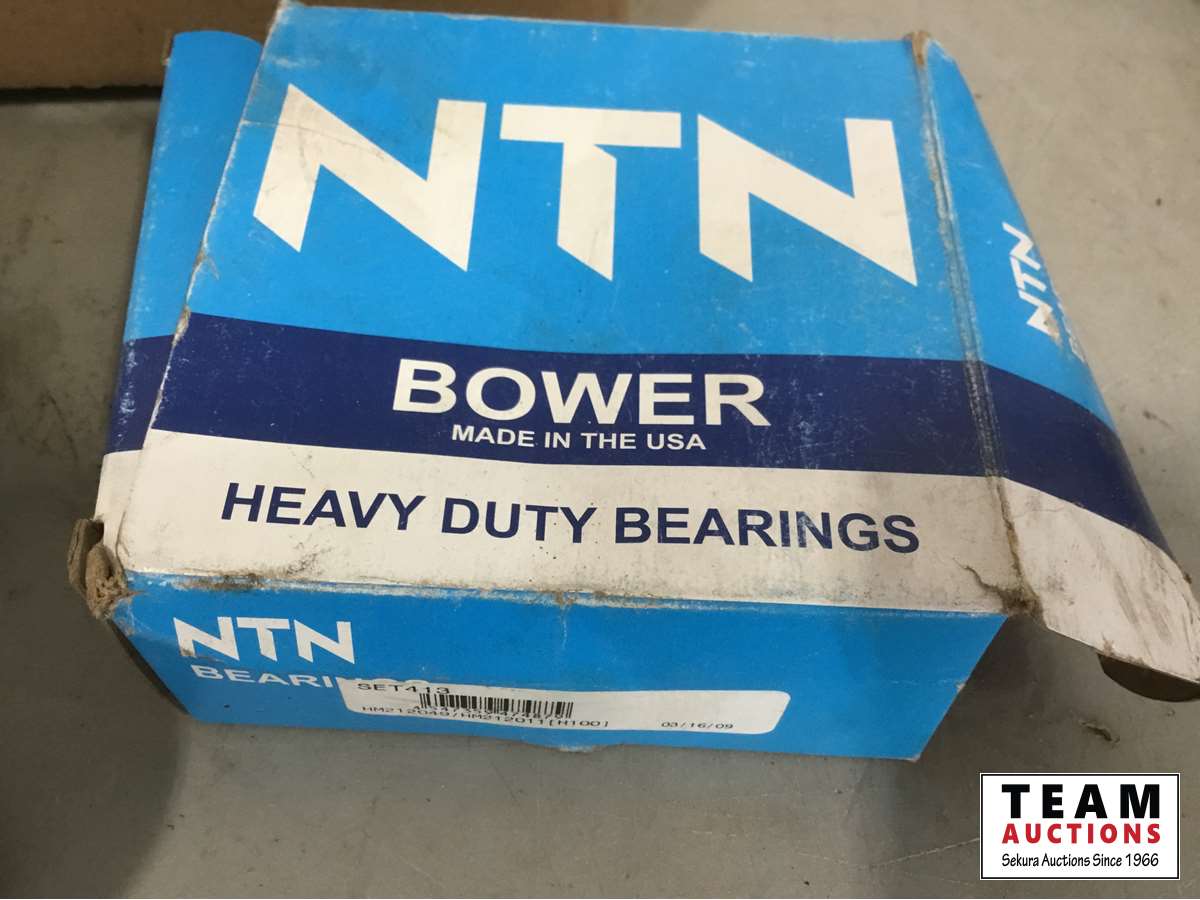 NTN
BOWER
MADE IN THE USA
HEAVY DUTY BEARINGS
NTN
NTN
SET413
HM212049/HM212011[N100]
03/16/09
TEAM
AUCTIONS
Sekura Auctions Since 1966